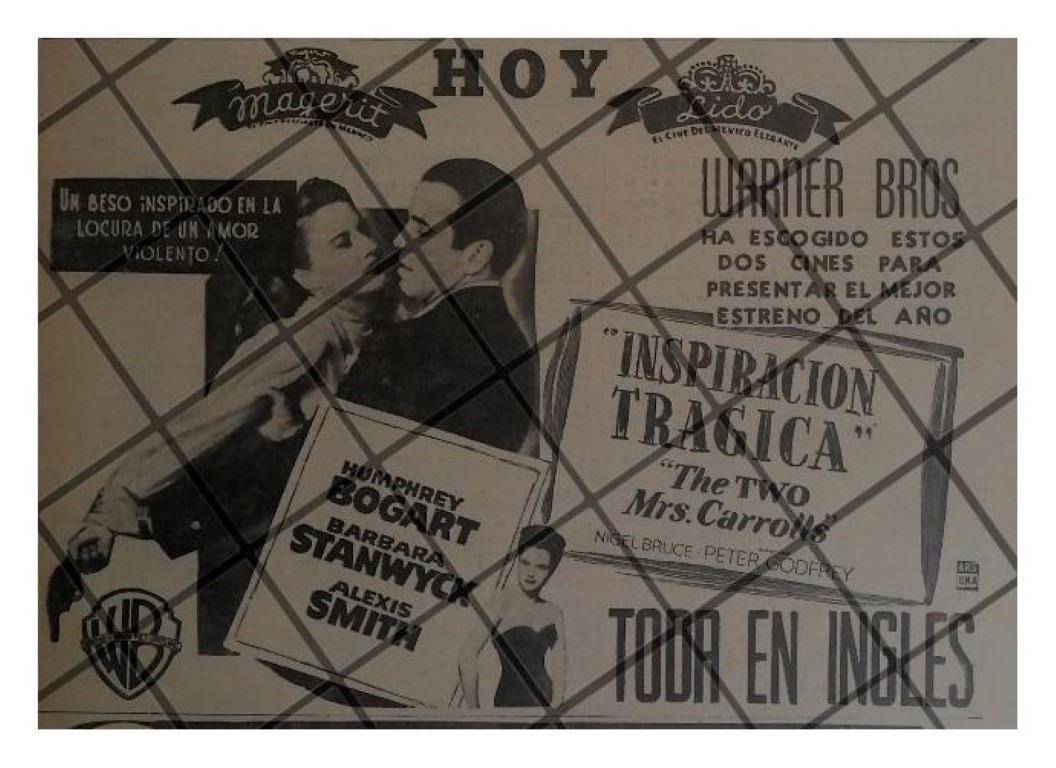 HOY
Magerit
Lido
EL CINE DEL MEXICO ELEGANTE
UN BESO INSPIRADO EN LA
LOCURA DE UN AMOR
VIOLENTO!
WARNER BROS
HA ESCOGIDO ESTOS
DOS CINES PARA
PRESENTAR EL MEJOR
ESTRENO DEL AÑO
"INSPIRACION
TRAGICA"
"The TWO
Mrs. Carrolls"
NIGEL BRUCE · PETER GODFREY
HUMPHREY
BOGART
BARBARA
STANWYCK
ALEXIS
SMITH
WB
TODA EN INGLES